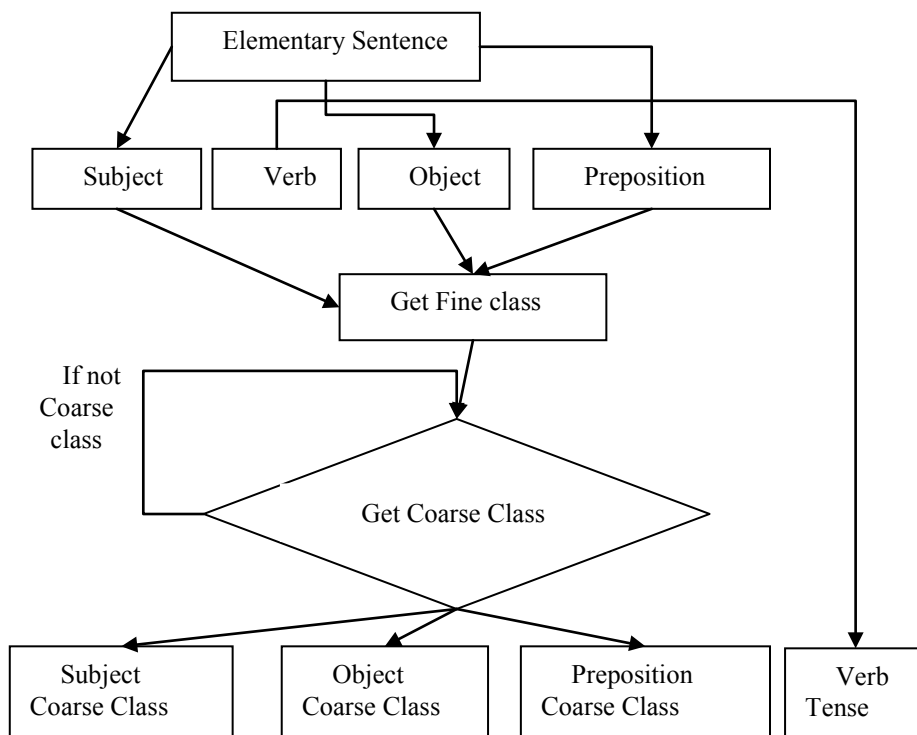 Elementary Sentence
Subject
Verb
Object
Preposition
Get Fine class
If not
Coarse
class
Get Coarse Class
Subject
Coarse Class
Object
Coarse Class
Preposition
Coarse Class
Verb
Tense